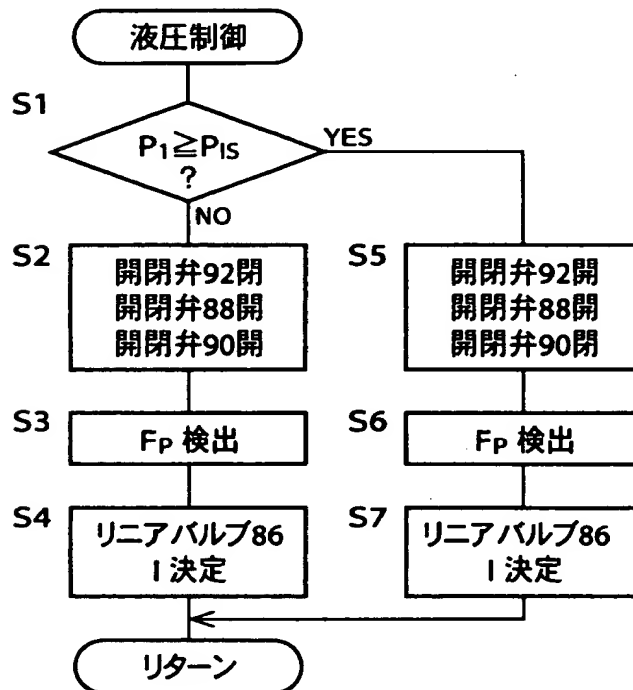 液圧制御
S1
P1≧PIS
?
YES
NO
S2
開閉弁92閉
開閉弁88開
開閉弁90開
S3
FP 検出
S4
リニアバルブ86
I 決定
S5
開閉弁92開
開閉弁88開
開閉弁90閉
S6
FP 検出
S7
リニアバルブ86
I 決定
リターン